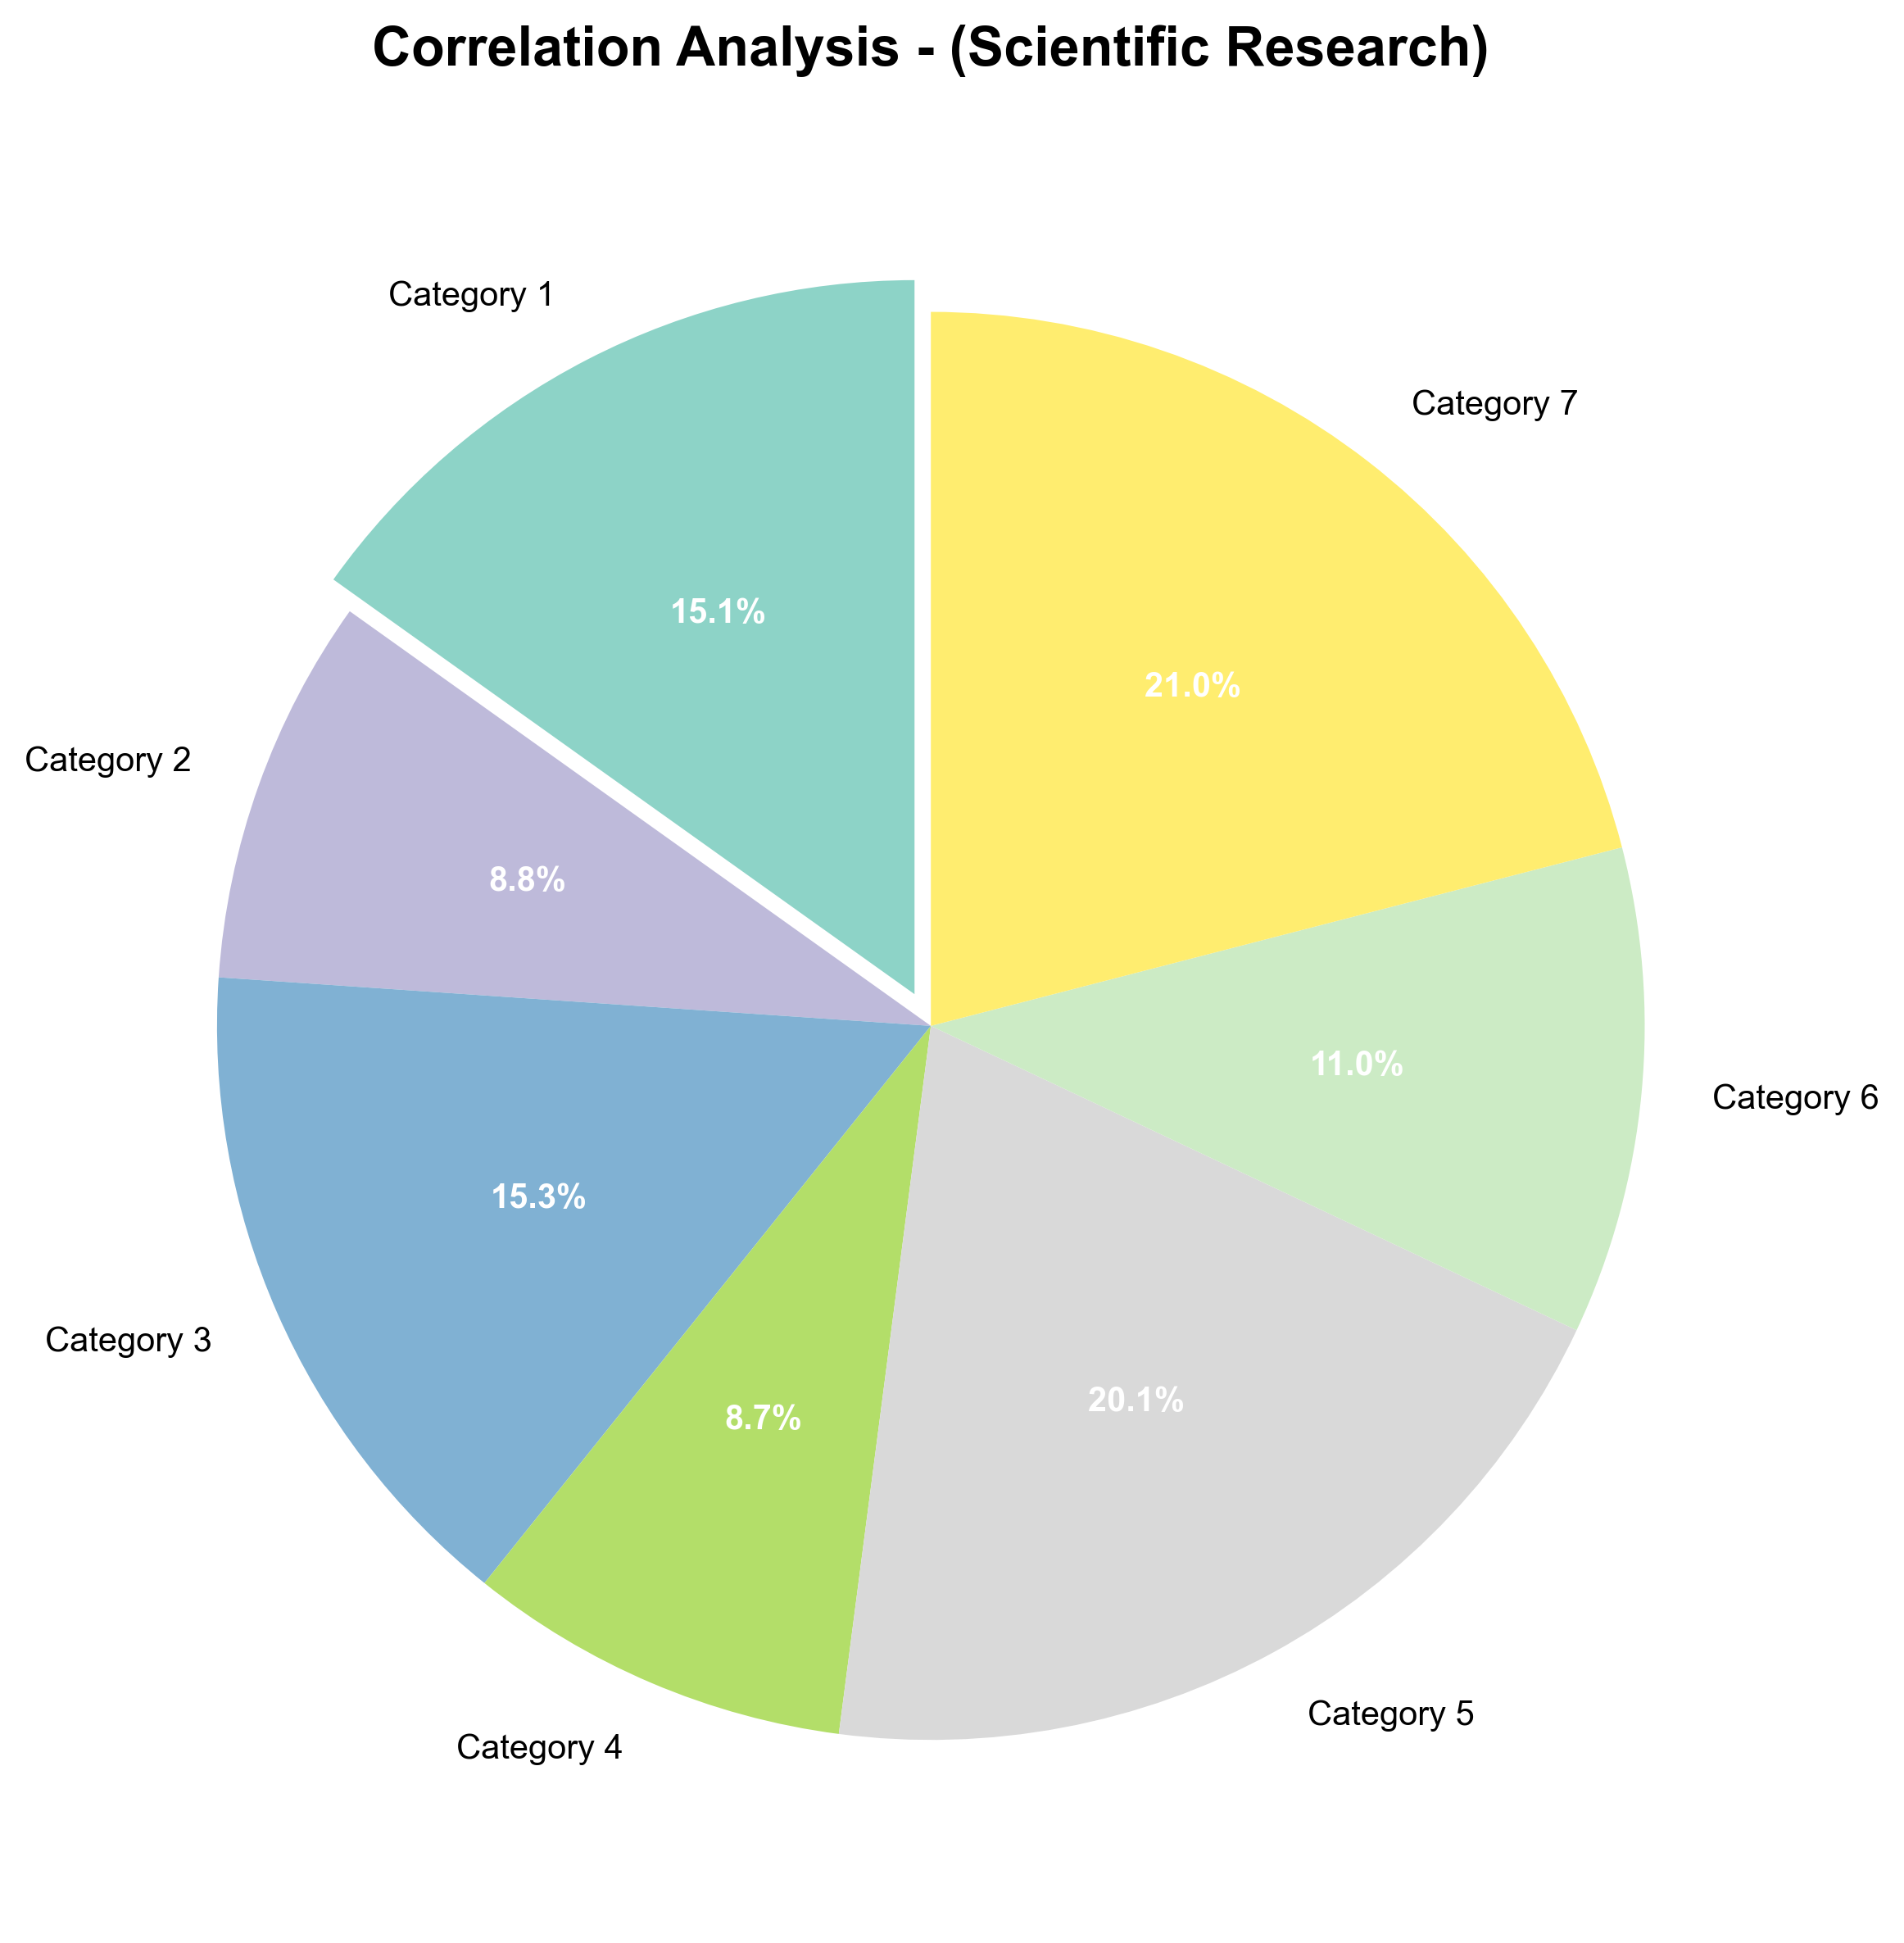 Correlation Analysis - (Scientific Research)
Category 1
15.1%
Category 2
8.8%
Category 3
15.3%
Category 4
8.7%
Category 5
20.1%
Category 6
11.0%
Category 7
21.0%